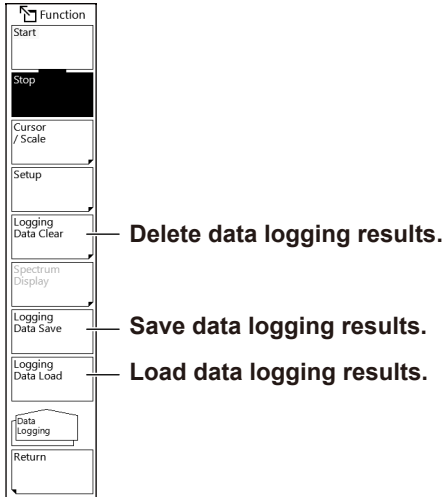 Function
Start
Stop
Cursor
/ Scale
Setup
Logging
Data Clear
Delete data logging results.
Spectrum
Display
Logging
Data Save
Save data logging results.
Logging
Data Load
Load data logging results.
Data
Logging
Return